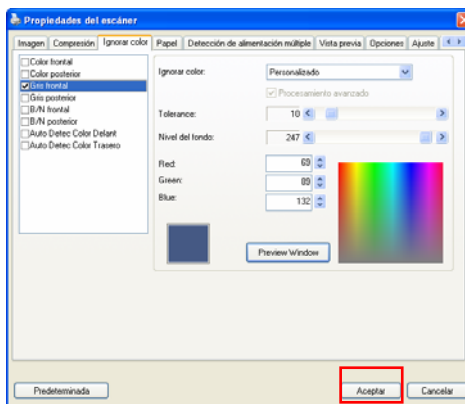 Propiedades del escáner
Imagen Compresión Ignorar color Papel Detección de alimentación múltiple Vista previa Opciones Ajuste
Color frontal
Color posterior
Gris frontal
Gris posterior
B/N frontal
B/N posterior
Auto Detec Color Delant
Auto Detec Color Trasero
Ignorar color: Personalizado
Procesamiento avanzado
Tolerance: 10
Nivel del fondo: 247
Red: 69
Green: 89
Blue: 132
Preview Window
Predeterminada Aceptar Cancelar